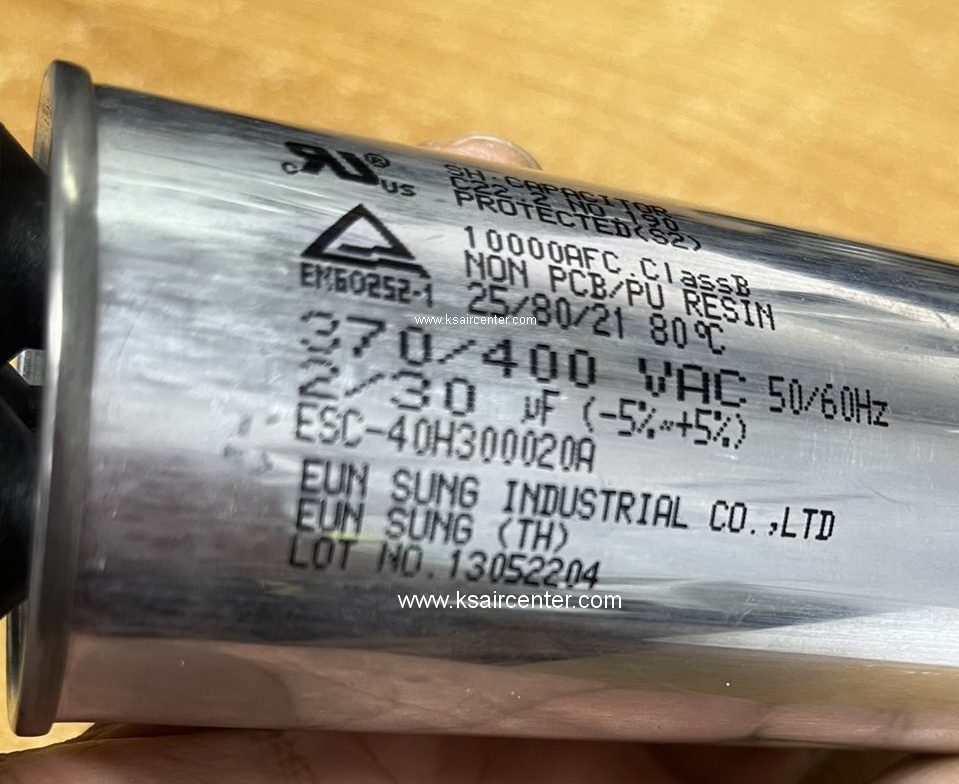 c RU ® US
SH-CAPACITOR
C22.2 NO.190
PROTECTED(S2)
10000AFC.ClassB
EN60252-1
NON PCB/PU RESIN
25/80/21 80℃
www.ksaircenter.com
370/400 VAC 50/60Hz
2/30 µF (-5%~+5%)
ESC-40H300020A
EUN SUNG INDUSTRIAL CO.,LTD
EUN SUNG (TH)
LOT NO.13052204
www.ksaircenter.com